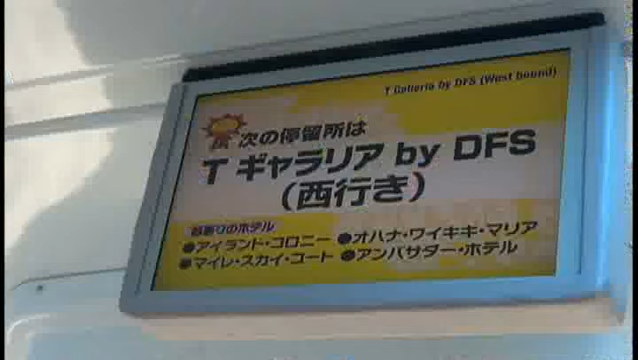 T Galleria by DFS (West bound)
次の停留所は
T ギャラリア by DFS
(西行き)
最寄りのホテル
●アイランド・コロニー ●オハナ・ワイキキ・マリア
●マイレ・スカイ・コート ●アンバサダー・ホテル